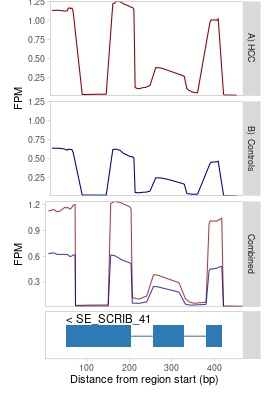 1.25
1.00
0.75
0.50
0.25
A) HCC
FPM
1.25
1.00
0.75
0.50
0.25
B) Controls
1.2
0.9
0.6
0.3
Combined
FPM
< SE_SCRIB_41
100
200
300
400
Distance from region start (bp)